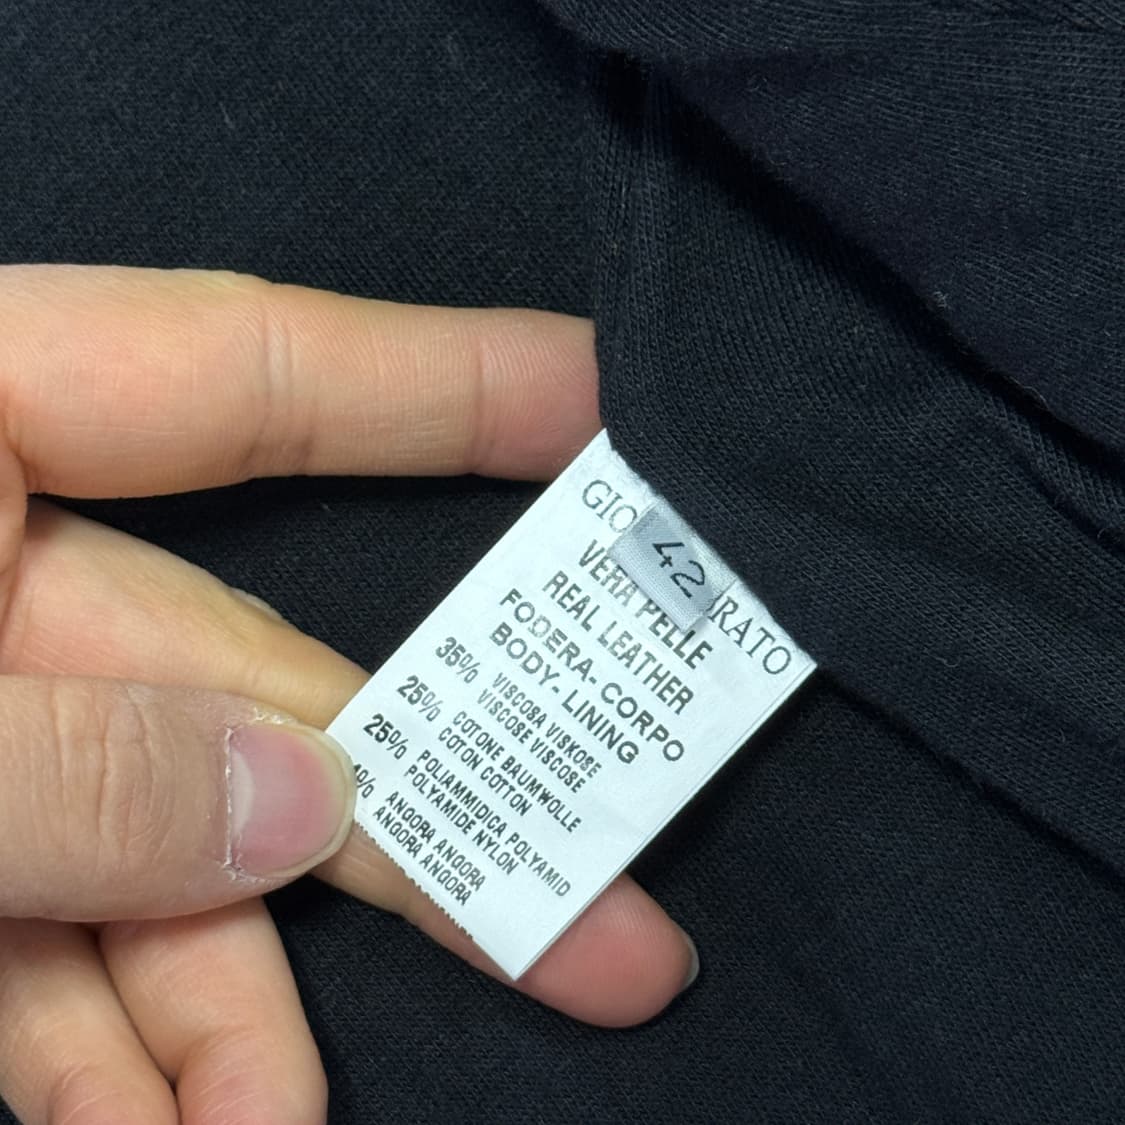 GIO
42
RATO
VERA PELLE
REAL LEATHER
FODERA-CORPO
BODY-LINING
35% VISCOSA VISKOSE
VISCOSE VISCOSE
25% COTONE BAUMWOLLE
COTON COTTON
25% POLIAMMIDICA POLYAMID
POLYAMIDE NYLON
% ANGORA ANGORA
ANGORA ANGORA